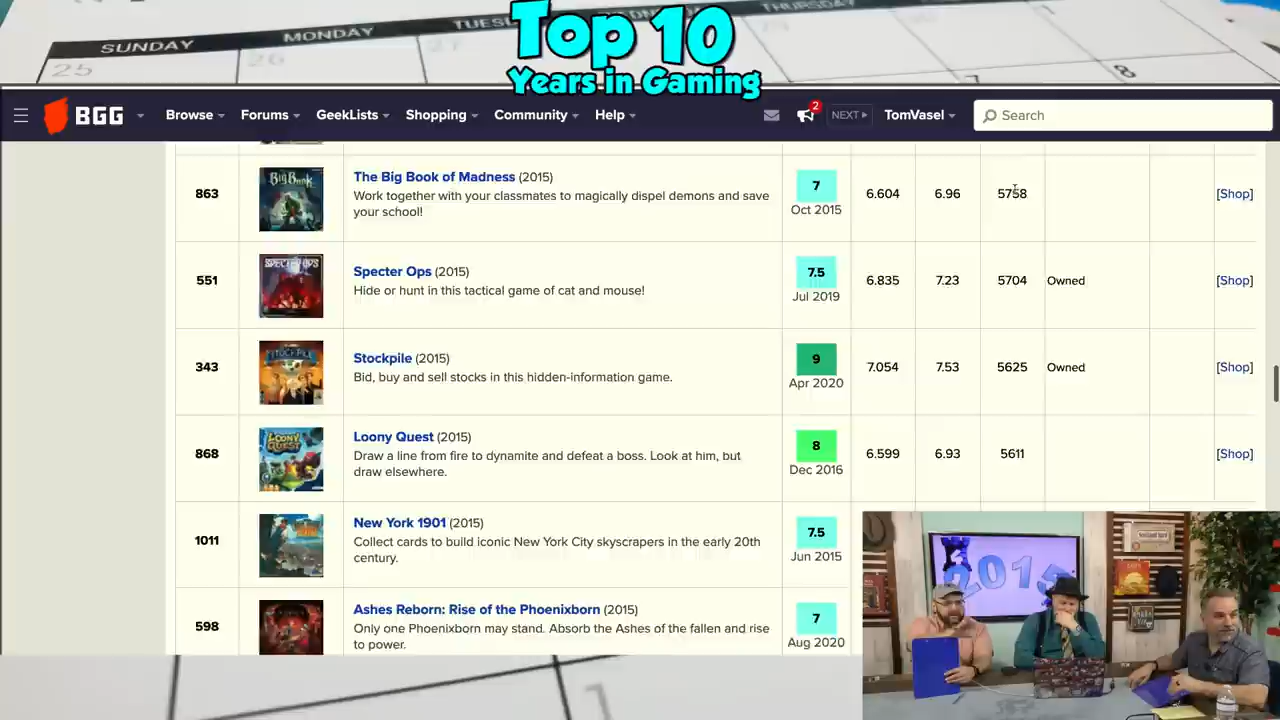 Top 10
Years in Gaming
SUNDAY
MONDAY
25
26
8
BGG
Browse
Forums
GeekLists
Shopping
Community
Help
2
NEXT
TomVasel
Search
863
The Big Book of Madness (2015)
Work together with your classmates to magically dispel demons and save
your school!
7
Oct 2015
6.604
6.96
5758
[Shop]
551
Specter Ops (2015)
Hide or hunt in this tactical game of cat and mouse!
7.5
Jul 2019
6.835
7.23
5704
Owned
[Shop]
343
Stockpile (2015)
Bid, buy and sell stocks in this hidden-information game.
9
Apr 2020
7.054
7.53
5625
Owned
[Shop]
868
Loony Quest (2015)
Draw a line from fire to dynamite and defeat a boss. Look at him, but
draw elsewhere.
8
Dec 2016
6.599
6.93
5611
[Shop]
1011
New York 1901 (2015)
Collect cards to build iconic New York City skyscrapers in the early 20th
century.
7.5
Jun 2015
598
Ashes Reborn: Rise of the Phoenixborn (2015)
Only one Phoenixborn may stand. Absorb the Ashes of the fallen and rise
to power.
7
Aug 2020
2015